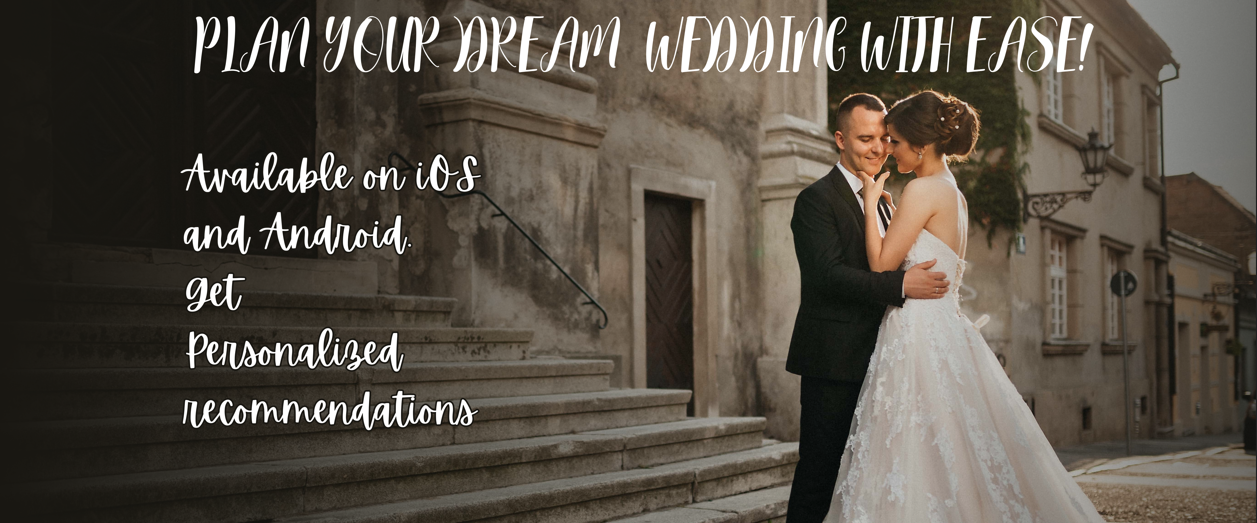 PLAN YOUR DREAM WEDDING WITH EASE!
Available on iOS
and Android.
get
Personalized
recommendations